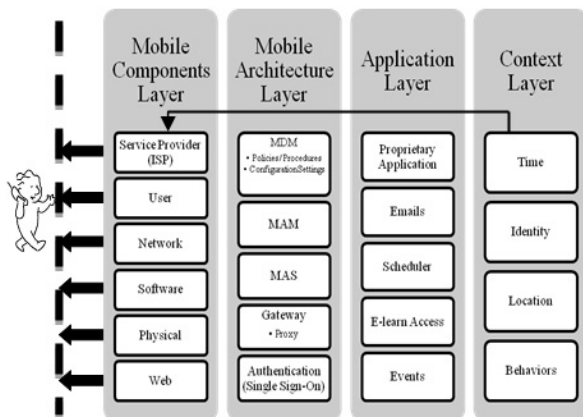 Mobile
Components
Layer
Service Provider
(ISP)
User
Network
Software
Physical
Web
Mobile
Architecture
Layer
MDM
• Policies/Procedures
• Configuration Settings
MAM
MAS
Gateway
• Proxy
Authentication
(Single Sign-On)
Application
Layer
Proprietary
Application
Emails
Scheduler
E-learn Access
Events
Context
Layer
Time
Identity
Location
Behaviors